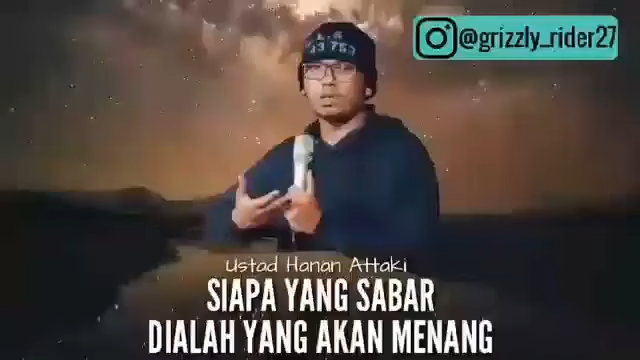 @grizzly_rider27
Ustad Hanan Attaki
SIAPA YANG SABAR
DIALAH YANG AKAN MENANG